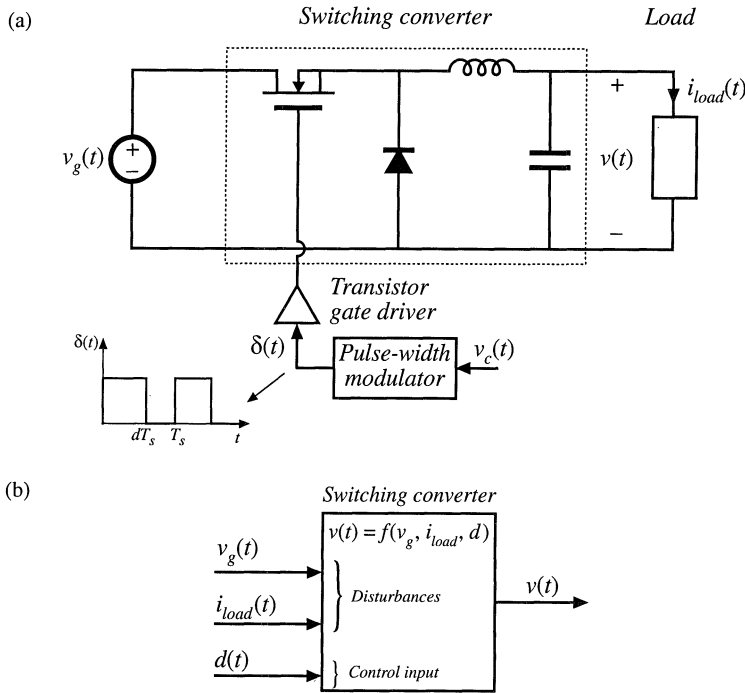 (a)
Switching converter
Load
v_g(t)
+
−
+
v(t)
−
i_load(t)
Transistor
gate driver
δ(t)
Pulse-width
modulator
v_c(t)
δ(t)
dT_s
T_s
t
(b)
Switching converter
v(t) = f(v_g, i_load, d)
v_g(t)
i_load(t)
} Disturbances
d(t)
} Control input
v(t)